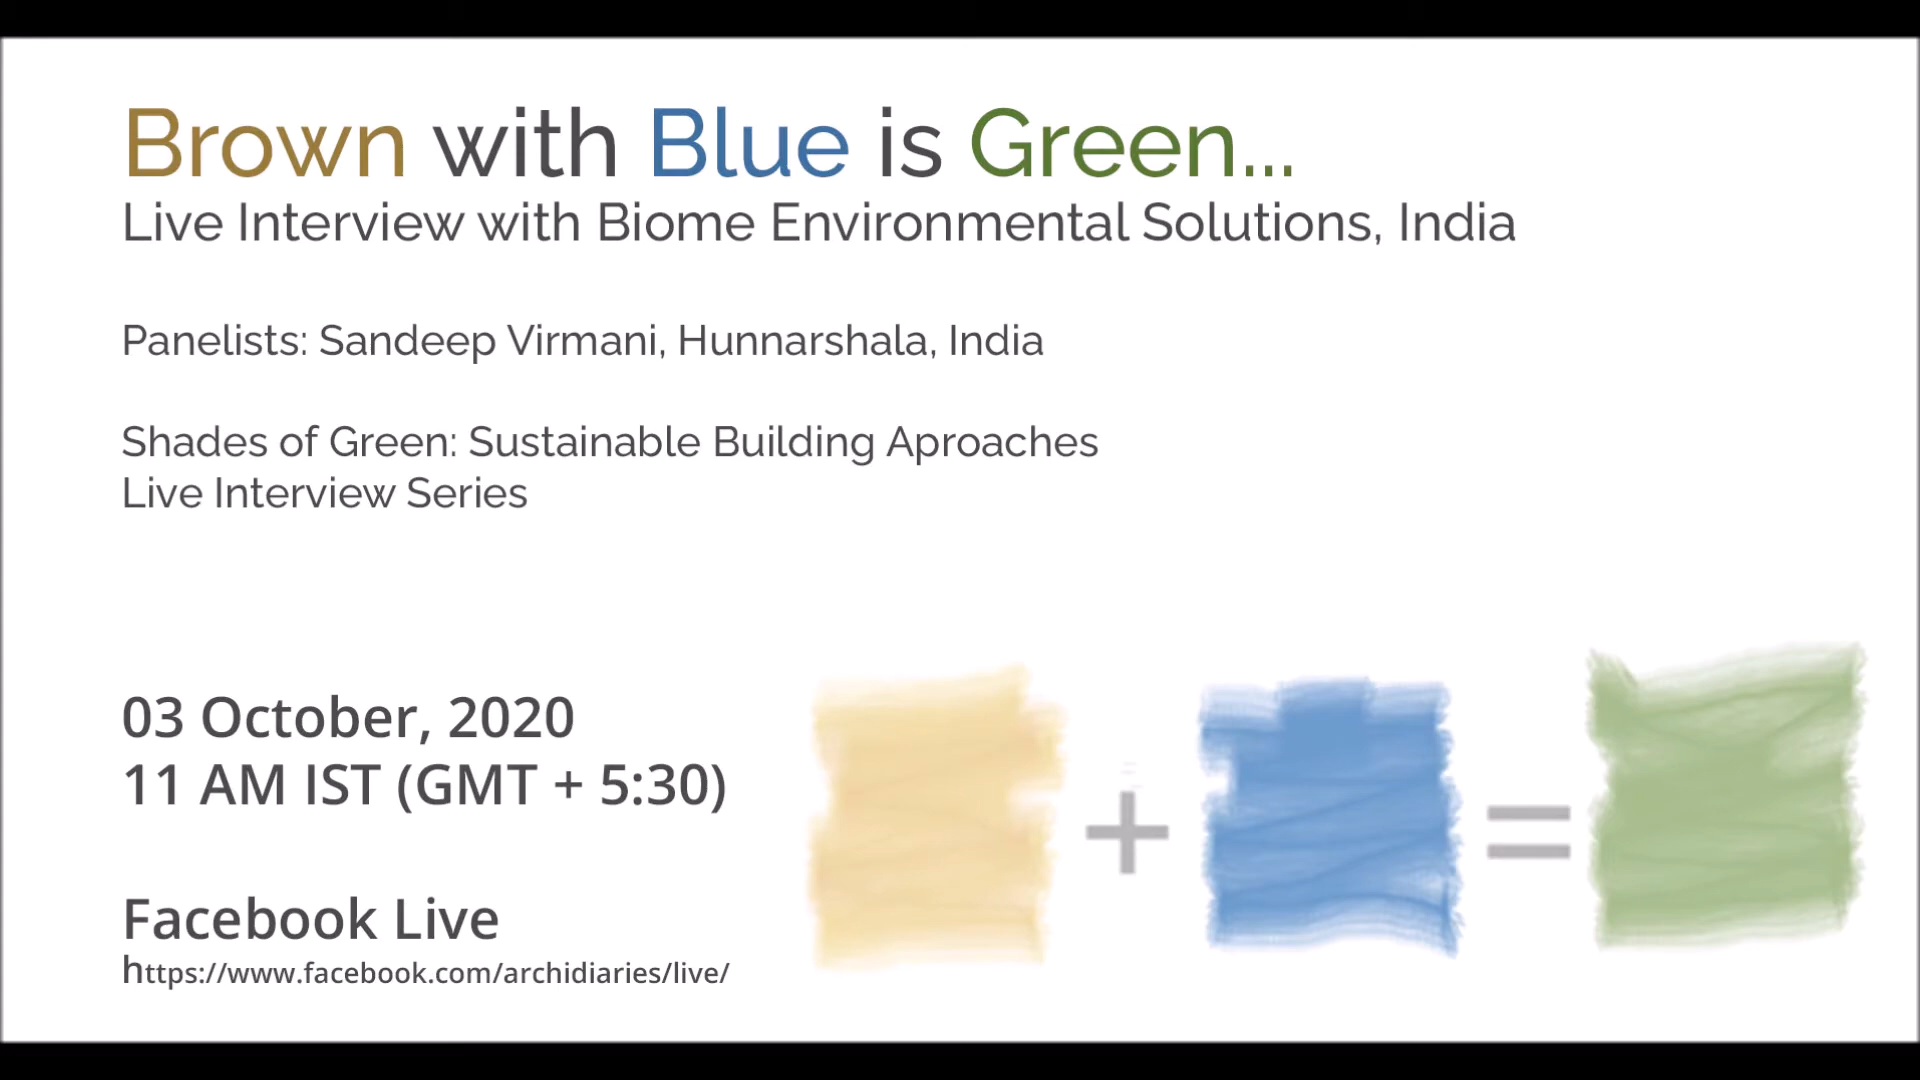 Brown with Blue is Green...
Live Interview with Biome Environmental Solutions, India
Panelists: Sandeep Virmani, Hunnarshala, India
Shades of Green: Sustainable Building Aproaches
Live Interview Series
03 October, 2020
11 AM IST (GMT + 5:30)
Facebook Live
https://www.facebook.com/archidiaries/live/
+ =